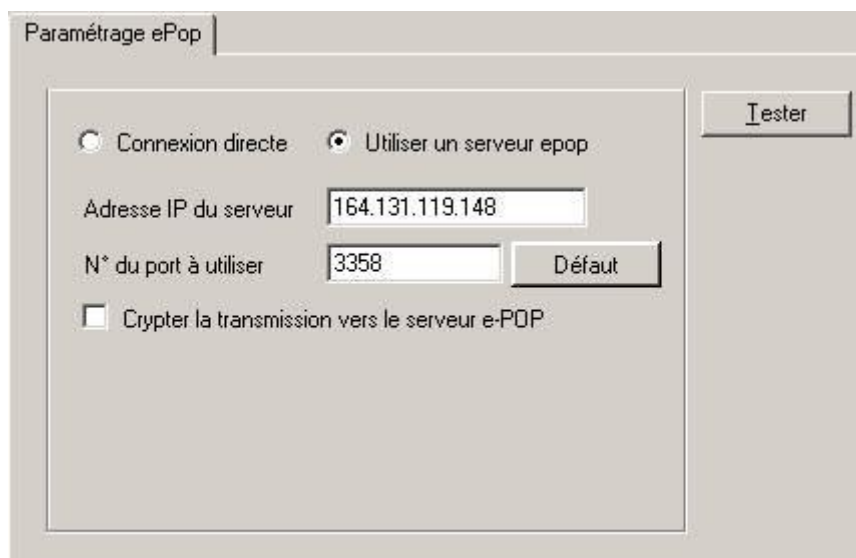 Paramétrage ePop
Tester
Connexion directe Utiliser un serveur epop
Adresse IP du serveur 164.131.119.148
N° du port à utiliser 3358 Défaut
Crypter la transmission vers le serveur e-POP